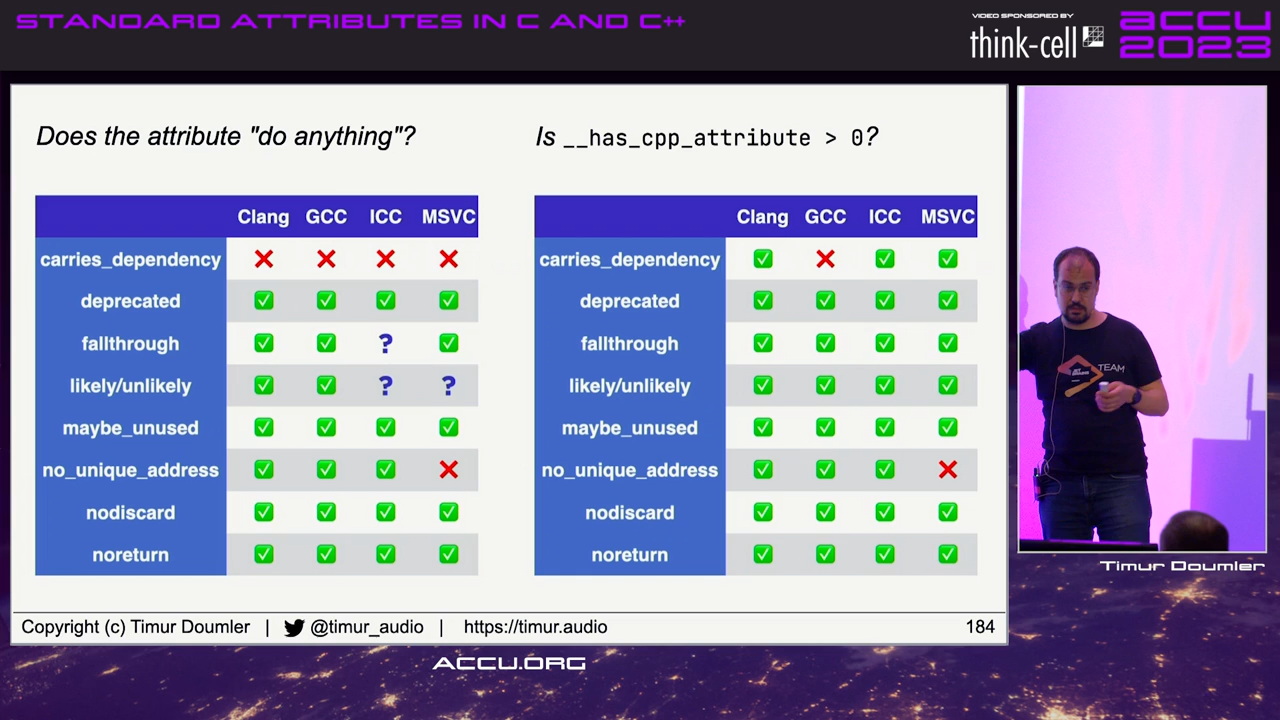 STANDARD ATTRIBUTES IN C AND C++
VIDEO SPONSORED BY
think-cell
ACCU
2023
Does the attribute "do anything"?
Is __has_cpp_attribute > 0?
Clang GCC ICC MSVC
carries_dependency ❌ ❌ ❌ ❌
deprecated ✅ ✅ ✅ ✅
fallthrough ✅ ✅ ? ✅
likely/unlikely ✅ ✅ ? ?
maybe_unused ✅ ✅ ✅ ✅
no_unique_address ✅ ✅ ✅ ❌
nodiscard ✅ ✅ ✅ ✅
noreturn ✅ ✅ ✅ ✅
Clang GCC ICC MSVC
carries_dependency ✅ ❌ ✅ ✅
deprecated ✅ ✅ ✅ ✅
fallthrough ✅ ✅ ✅ ✅
likely/unlikely ✅ ✅ ✅ ✅
maybe_unused ✅ ✅ ✅ ✅
no_unique_address ✅ ✅ ✅ ❌
nodiscard ✅ ✅ ✅ ✅
noreturn ✅ ✅ ✅ ✅
TEAM
Timur Doumler
Copyright (c) Timur Doumler | @timur_audio | https://timur.audio 184
ACCU.ORG